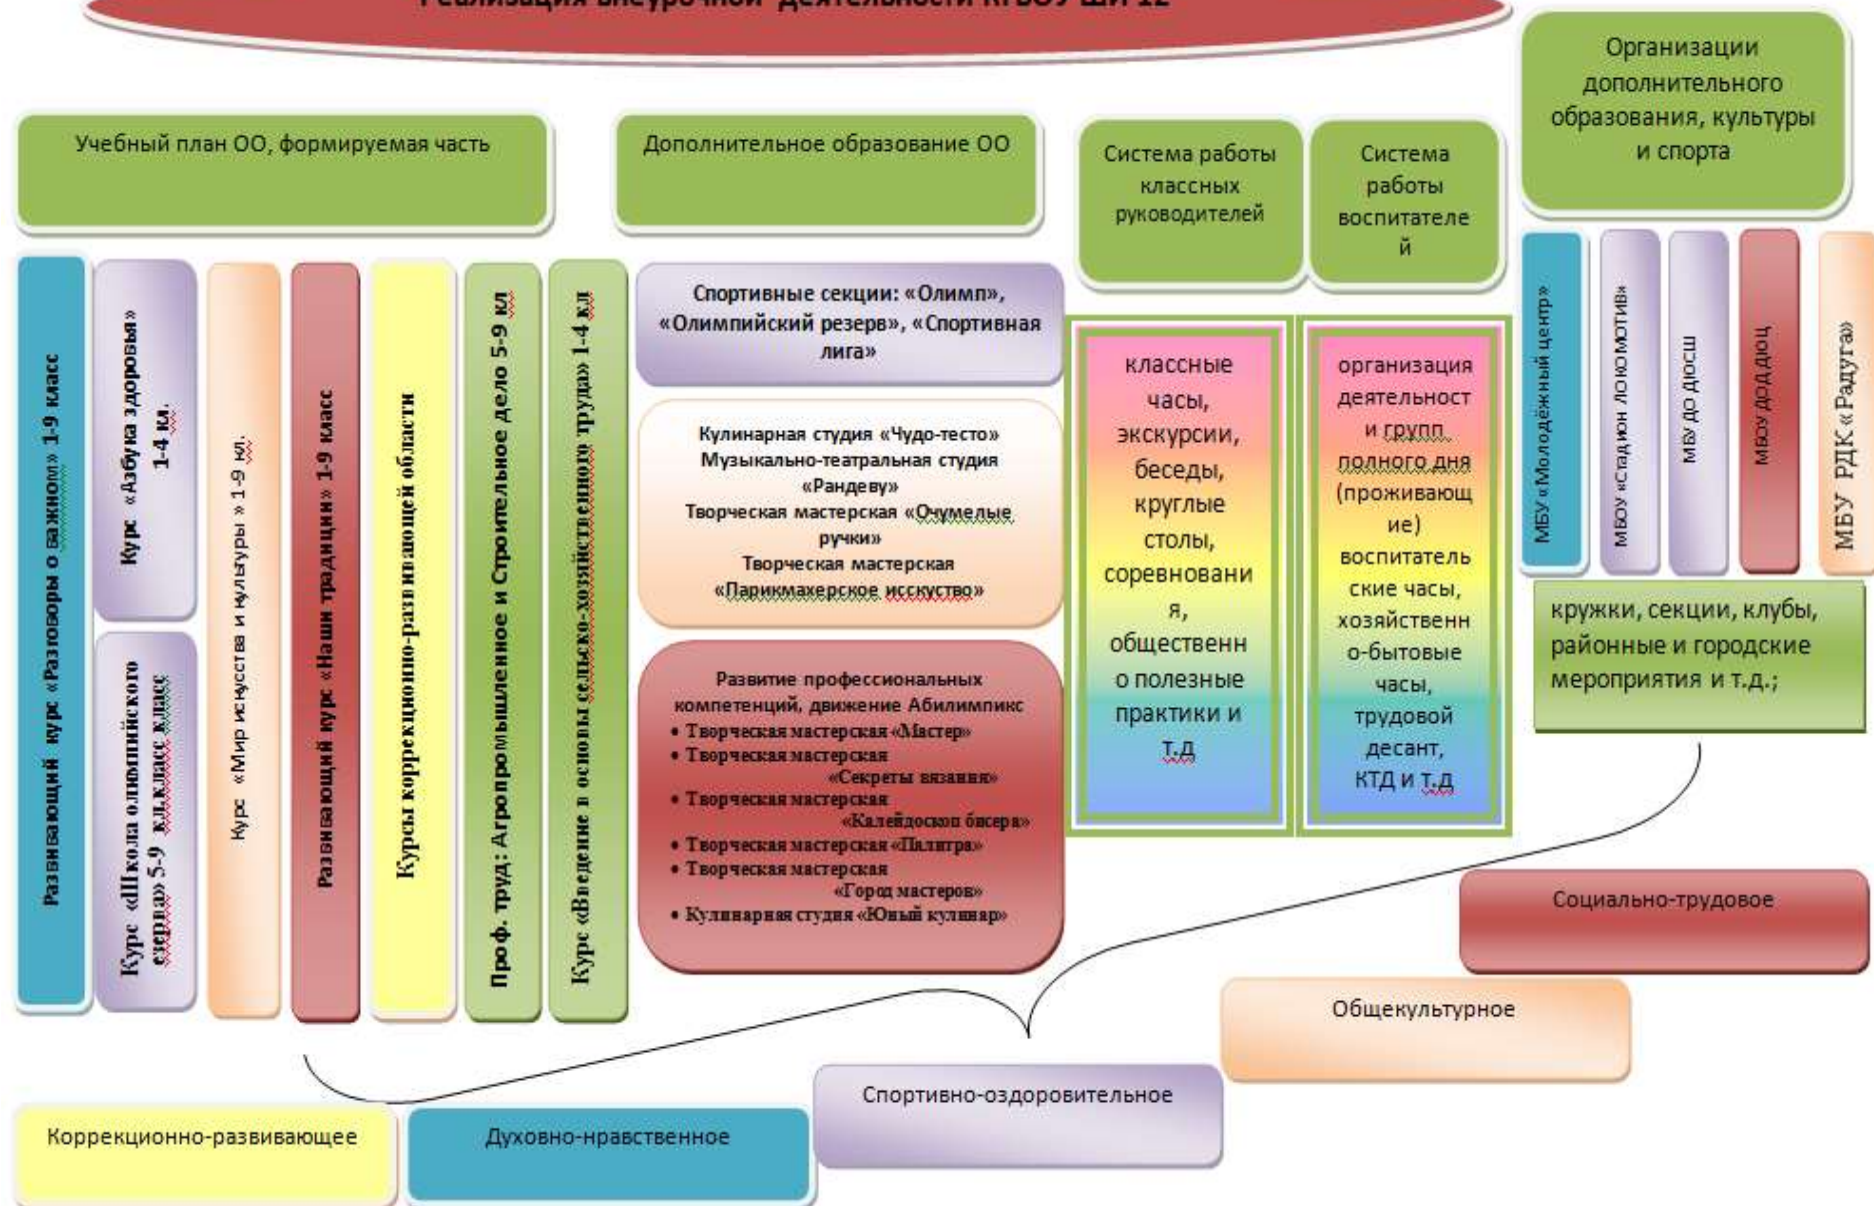 Реализация внеурочной деятельности КГБОУ ШИ 12
Учебный план ОО, формируемая часть
Дополнительное образование ОО
Система работы
классных
руководителей
Система
работы
воспитателе
й
Организации
дополнительного
образования, культуры
и спорта
Развивающий курс «Разговоры о важном» 1-9 класс
Курс «Азбука здоровья»
1-4 кл.
Курс «Школа олимпийского
езерва» 5-9 кл.класс класс
Курс «Мир искуства и культуры » 1-9 кл.
Развивающий курс «Наши традиции» 1-9 класс
Курсы коррекционно-развивающей области
Проф. труд: Агропромышленное и Строительное дело 5-9 кл
Курс «Введение в основы сельско-хозяйственного труда» 1-4 кл
Спортивные секции: «Олимп»,
«Олимпийский резерв», «Спортивная
лига»
Кулинарная студия «Чудо-тесто»
Музыкально-театральная студия
«Рандеву»
Творческая мастерская «Очумелые
ручки»
Творческая мастерская
«Парикмахерское исскуство»
Развитие профессиональных
компетенций, движение Абилимпикс
• Творческая мастерская «Мастер»
• Творческая мастерская
«Секреты вязания»
• Творческая мастерская
«Калейдоскоп бисера»
• Творческая мастерская «Палитра»
• Творческая мастерская
«Город мастеров»
• Кулинарная студия «Юный кулинар»
классные
часы,
экскурсии,
беседы,
круглые
столы,
соревновани
я,
общественн
о полезные
практики и
т.д
организация
деятельност
и групп
полного дня
(проживающ
ие)
воспитатель
ские часы,
хозяйственн
о-бытовые
часы,
трудовой
десант,
КТД и т.д
МБУ «Молодёжный центр»
МБОУ «Стадион ЛОКОМОТИВ»
МБУ ДО ДЮСШ
МБОУ ДОД ДЮЦ
МБУ РДК «Радуга»
кружки, секции, клубы,
районные и городские
мероприятия и т.д.;
Социально-трудовое
Общекультурное
Спортивно-оздоровительное
Духовно-нравственное
Коррекционно-развивающее